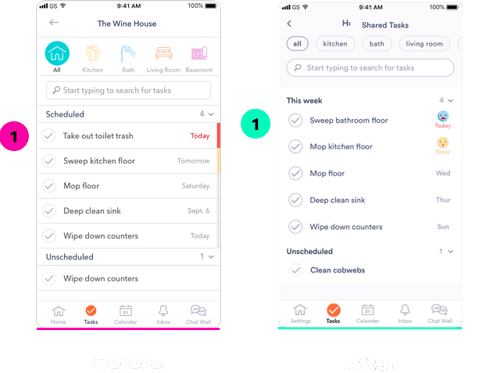 GS 9:41 AM 100%
The Wine House
All Kitchen Bath Living Room Basement
Start typing to search for tasks
Scheduled 4
1
Take out toilet trash Today
Sweep kitchen floor Tomorrow
Mop floor Saturday
Deep clean sink Sept. 6
Wipe down counters Today
Unscheduled 1
Wipe down counters
Home Tasks Calendar Inbox Chat Wall
Before
GS 9:41 AM 100%
Shared Tasks
all kitchen bath living room
Start typing to search for tasks
This week 4
1
Sweep bathroom floor Today
Mop kitchen floor
Mop floor Wed
Deep clean sink Thur
Wipe down counters Sun
Unscheduled 1
Clean cobwebs
Settings Tasks Calendar Inbox Chat Wall
After